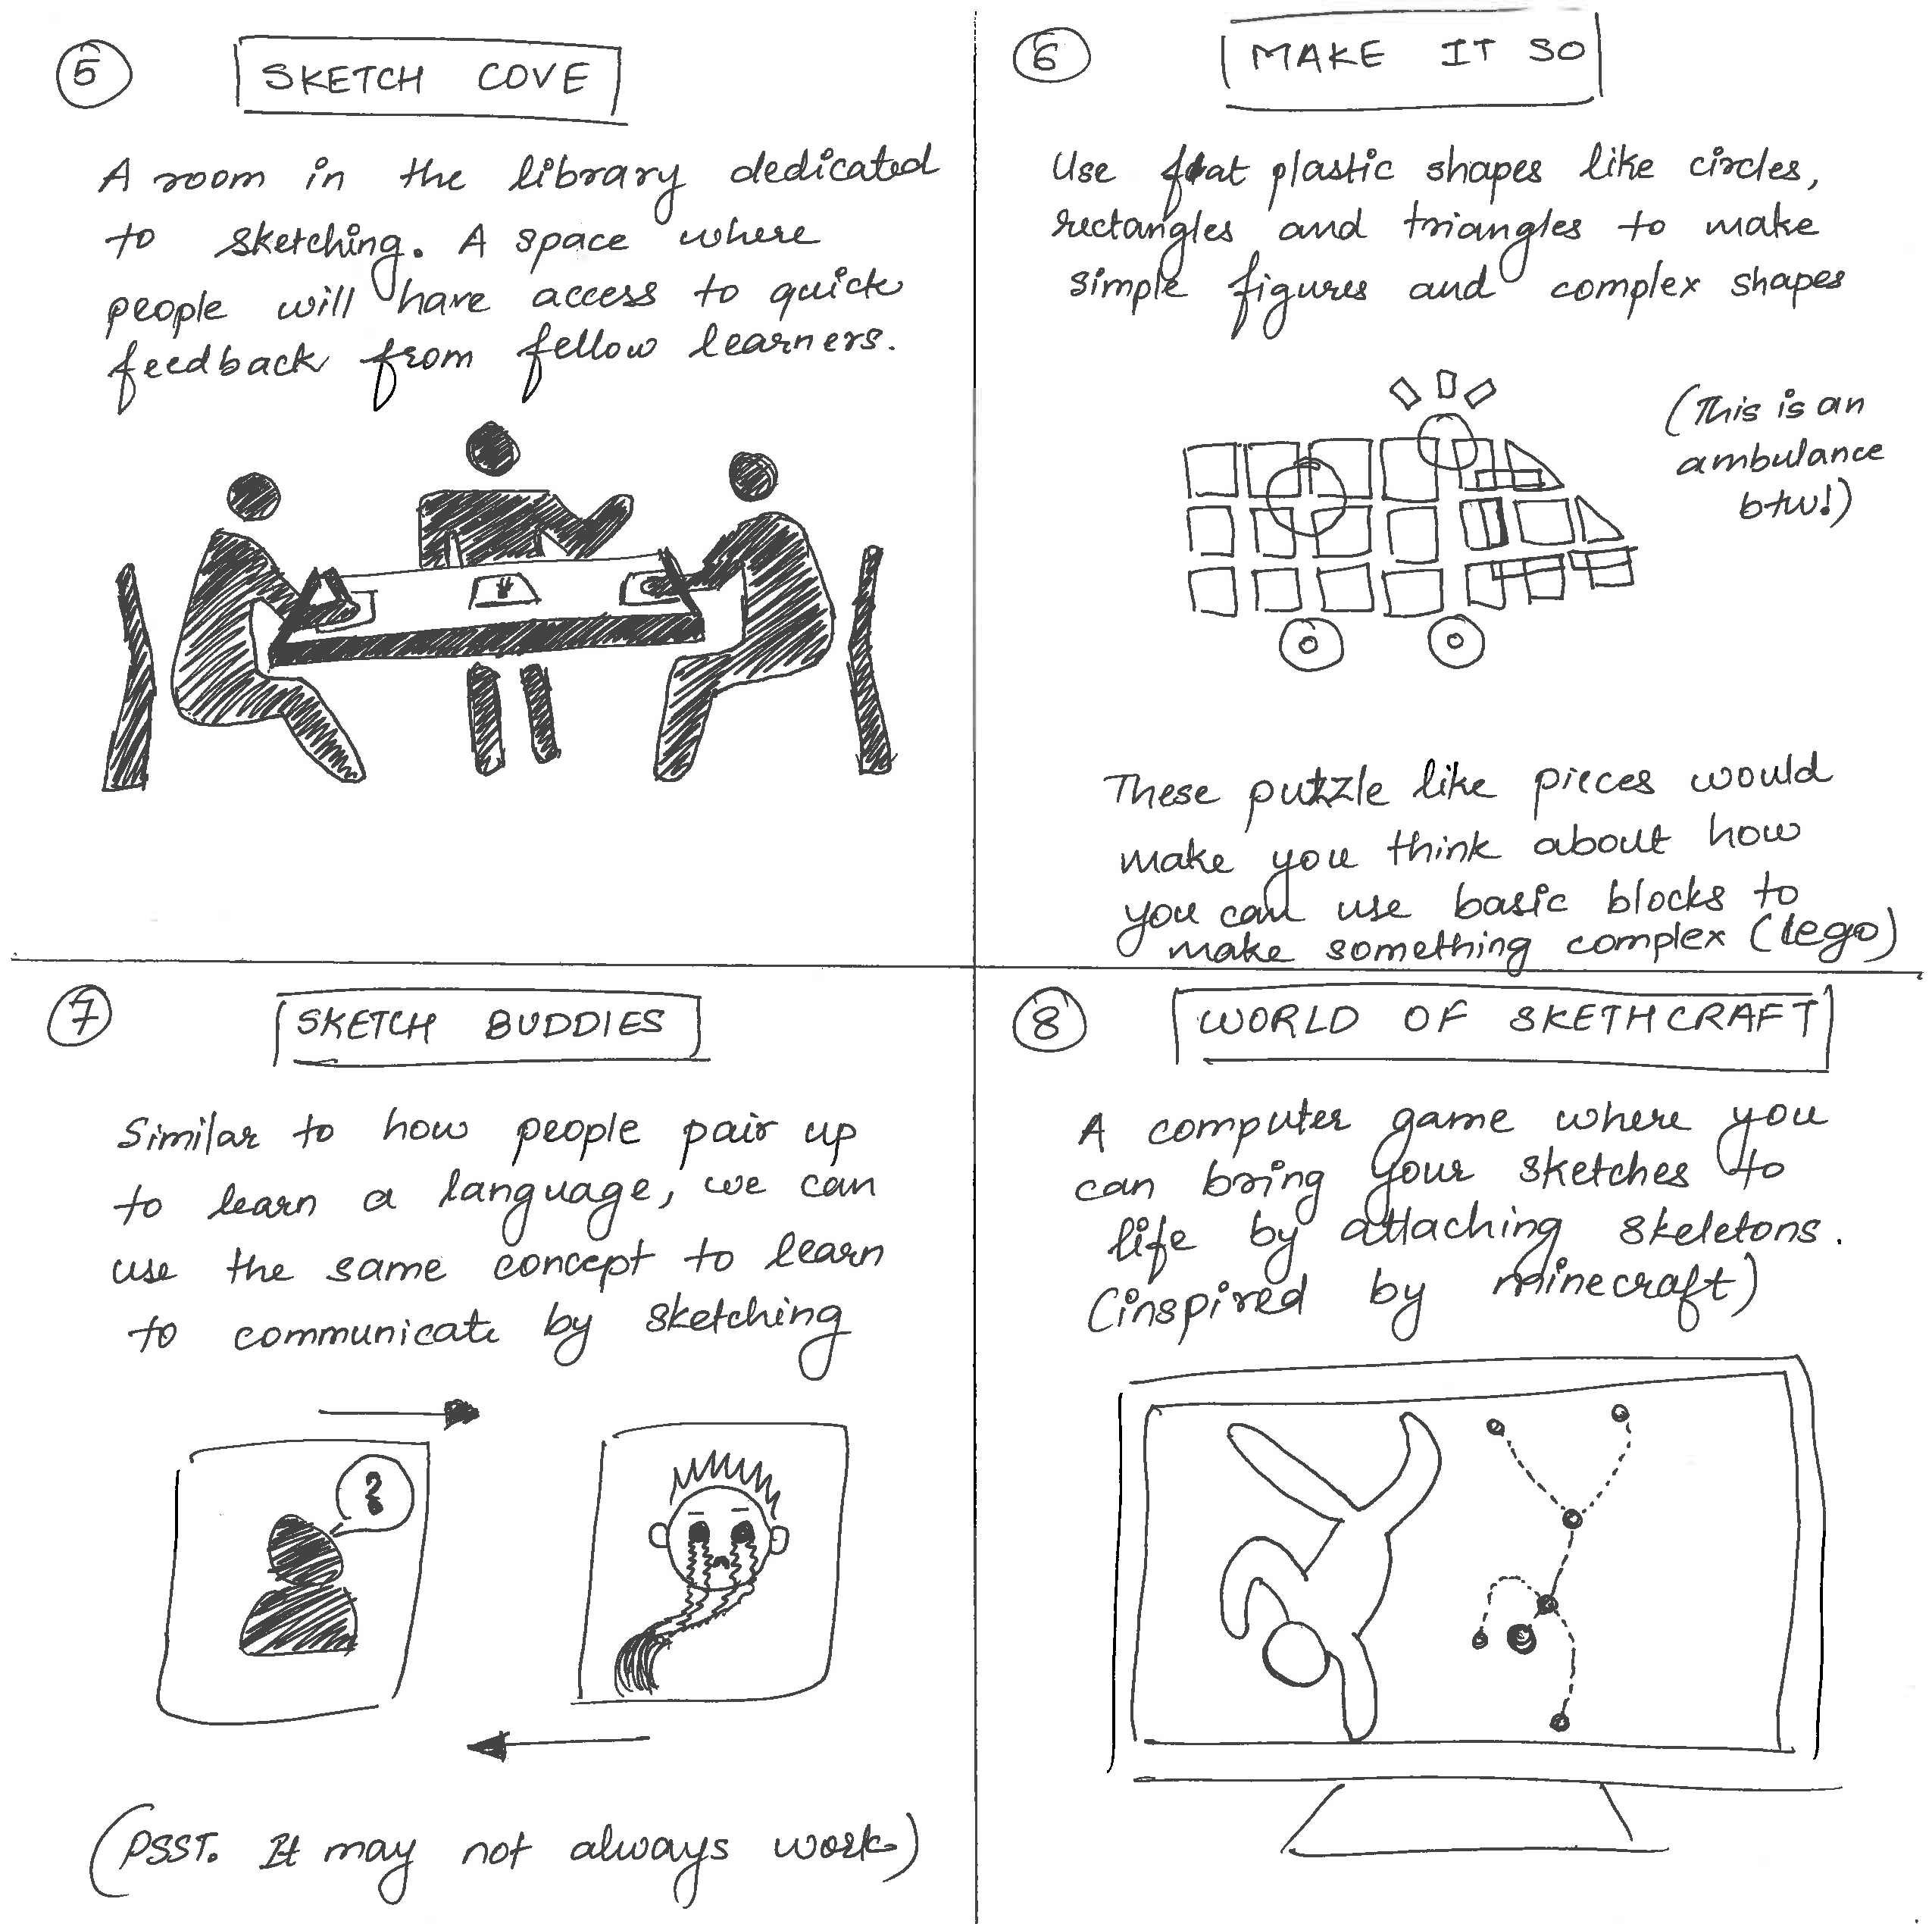 5
SKETCH COVE
A room in the library dedicated
to sketching. A space where
people will have access to quick
feedback from fellow learners.
6
MAKE IT SO
Use flat plastic shapes like circles,
rectangles and triangles to make
simple figures and complex shapes
(This is an
ambulance
btw!)
These puzzle like pieces would
make you think about how
you can use basic blocks to
make something complex (lego)
7
SKETCH BUDDIES
Similar to how people pair up
to learn a language, we can
use the same concept to learn
to communicate by sketching
?
(PSST. It may not always work)
8
WORLD OF SKETHCRAFT
A computer game where you
can bring your sketches to
life by attaching skeletons.
(inspired by minecraft)